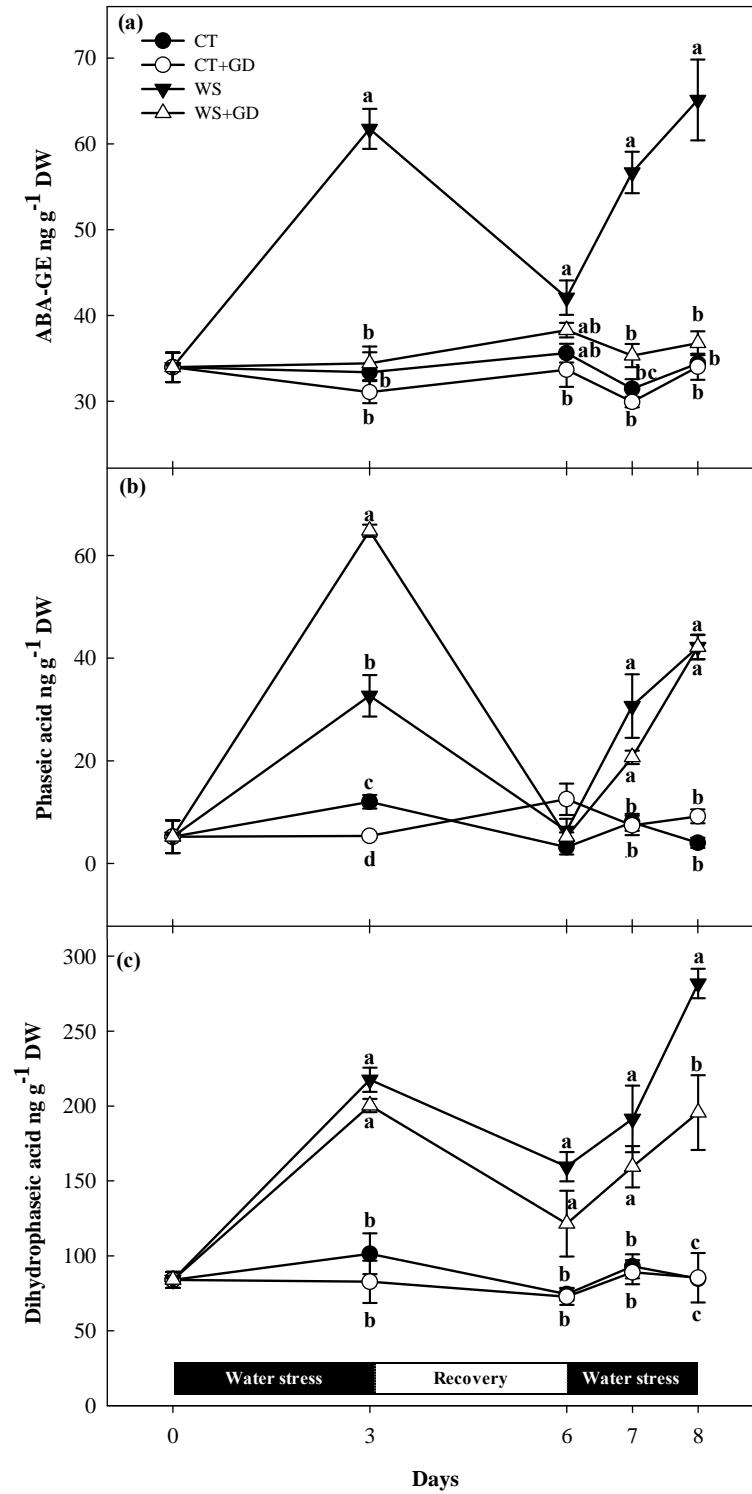 (a)
CT
CT+GD
WS
WS+GD
70
60
50
40
30
ABA-GE ng g-1 DW
a
a
a
a
b
b
b
ab
ab
b
b
bc
b
b
b
b
(b)
60
40
20
0
Phaseic acid ng g-1 DW
a
b
c
d
a
a
b
b
a
a
b
b
(c)
300
250
200
150
100
50
0
Dihydrophaseic acid ng g-1 DW
a
a
b
b
a
a
b
b
a
a
b
b
a
b
c
c
Water stress Recovery Water stress
0 3 6 7 8
Days